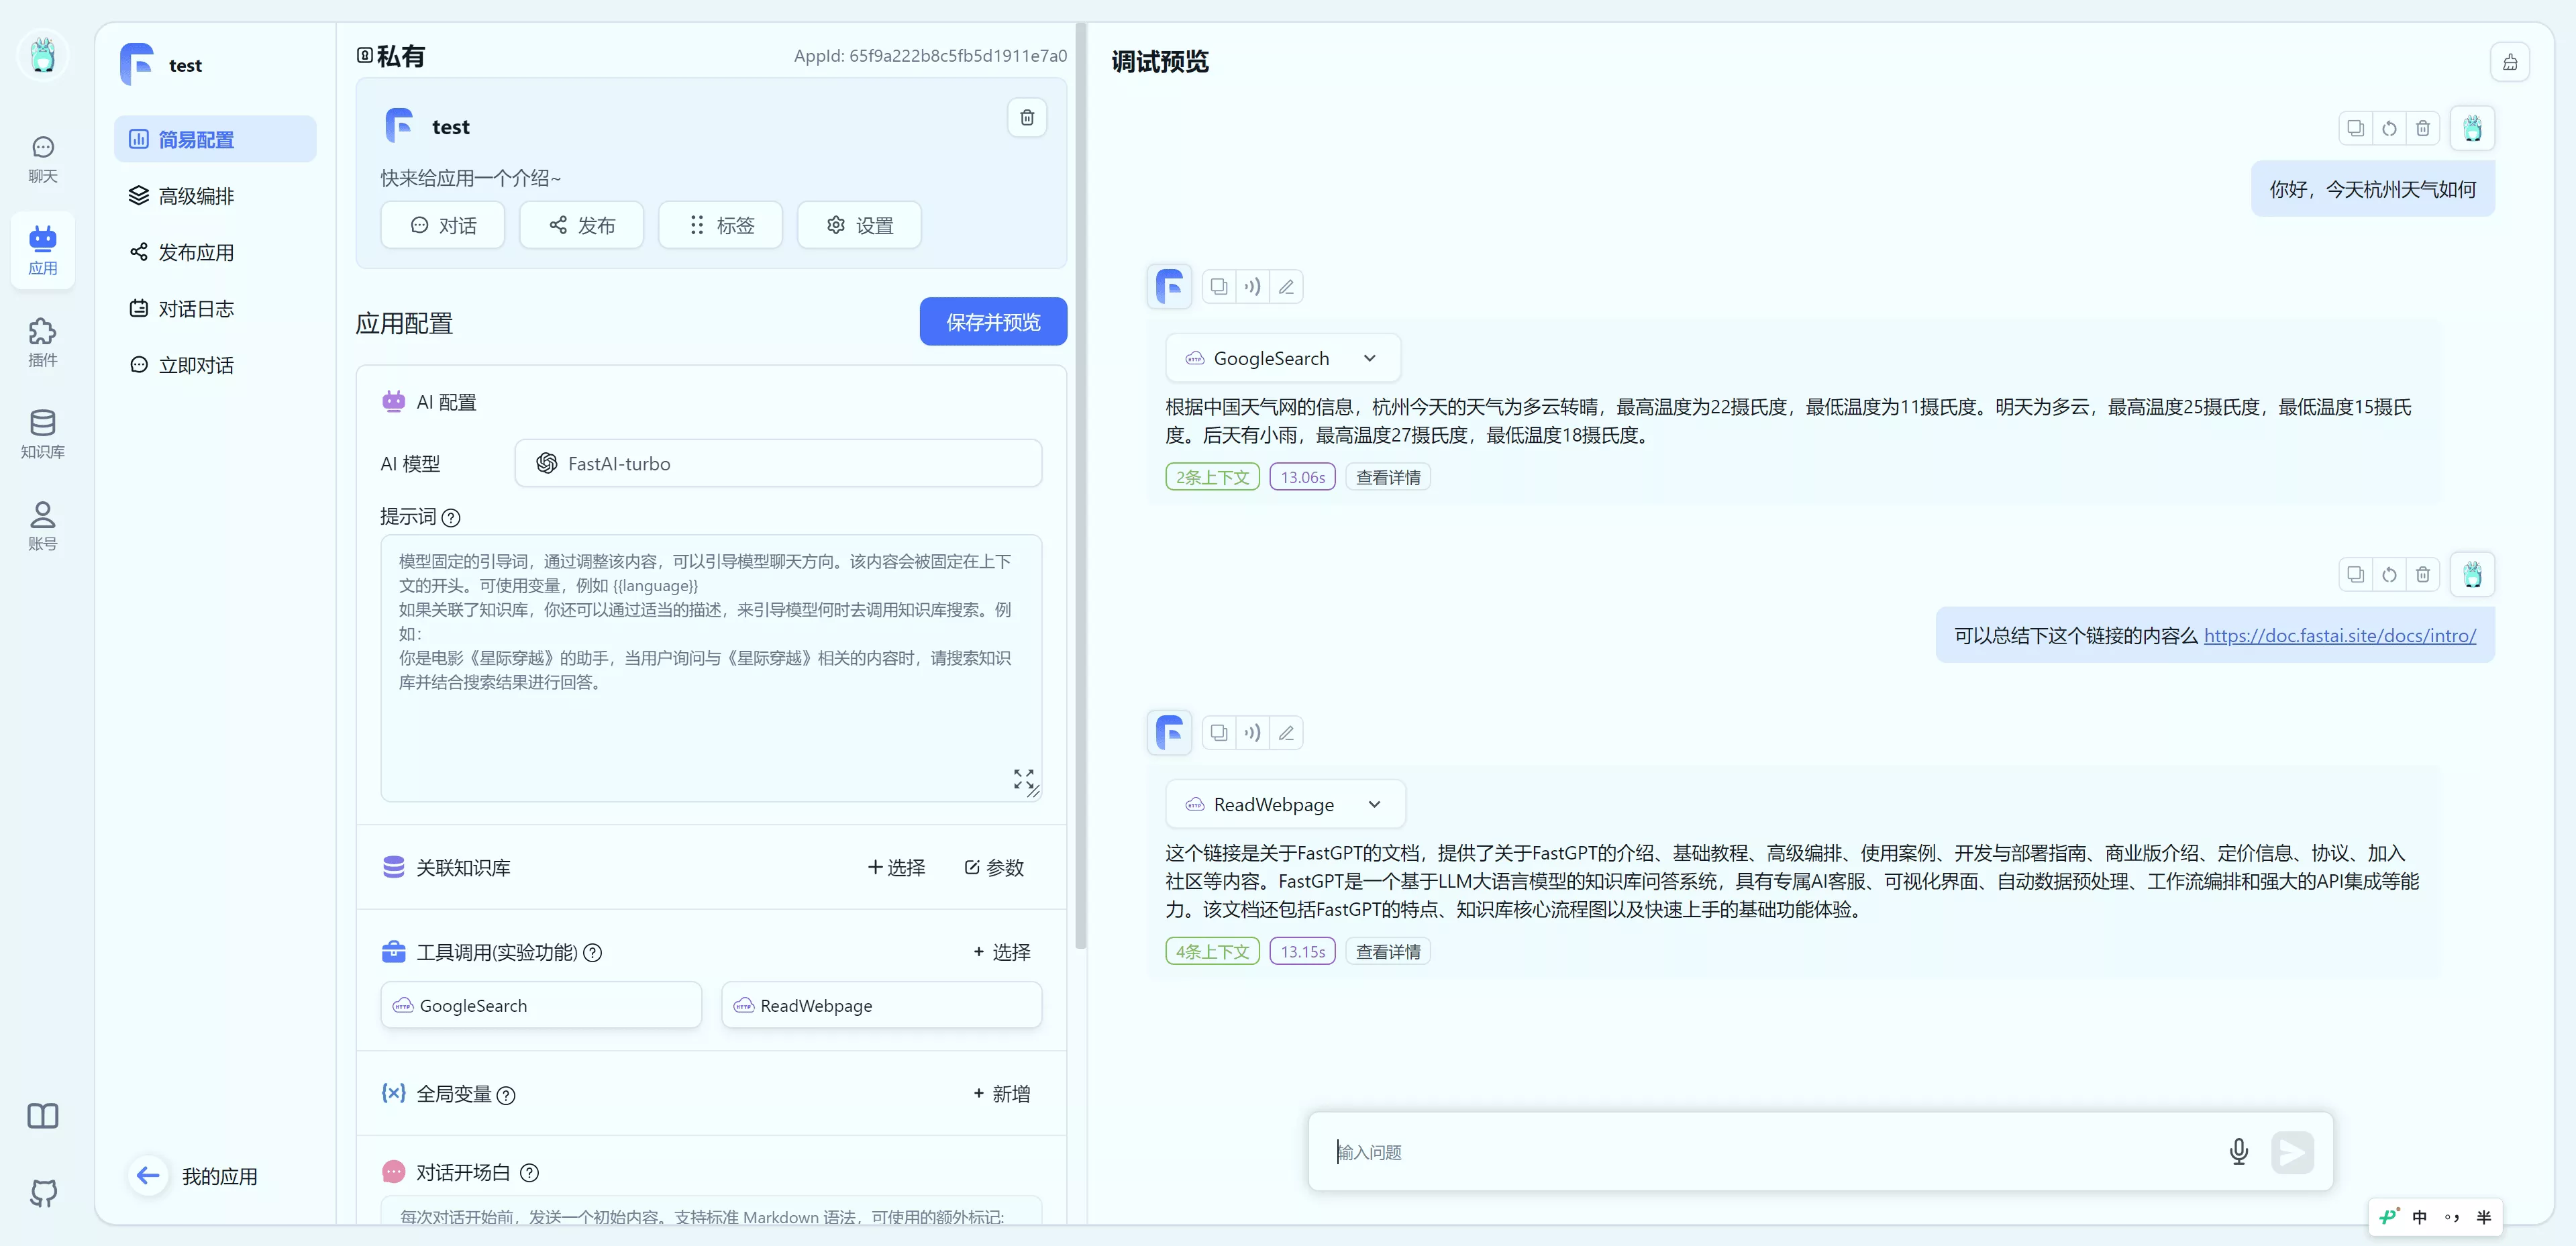 聊天
应用
插件
知识库
账号
test
简易配置
高级编排
发布应用
对话日志
立即对话
我的应用
私有
AppId: 65f9a222b8c5fb5d1911e7a0
test
快来给应用一个介绍~
对话
发布
标签
设置
应用配置
保存并预览
AI 配置
AI 模型
FastAI-turbo
提示词
模型固定的引导词，通过调整该内容，可以引导模型聊天方向。该内容会被固定在上下
文的开头。可使用变量，例如 {{language}}
如果关联了知识库，你还可以通过适当的描述，来引导模型何时去调用知识库搜索。例
如：
你是电影《星际穿越》的助手，当用户询问与《星际穿越》相关的内容时，请搜索知识
库并结合搜索结果进行回答。
关联知识库
+选择
参数
工具调用(实验功能)
+ 选择
HTTP GoogleSearch
HTTP ReadWebpage
全局变量
+ 新增
对话开场白
每次对话开始前，发送一个初始内容。支持标准 Markdown 语法，可使用的额外标记:
调试预览
你好，今天杭州天气如何
HTTP GoogleSearch
根据中国天气网的信息，杭州今天的天气为多云转晴，最高温度为22摄氏度，最低温度为11摄氏度。明天为多云，最高温度25摄氏度，最低温度15摄氏
度。后天有小雨，最高温度27摄氏度，最低温度18摄氏度。
2条上下文
13.06s
查看详情
可以总结下这个链接的内容么 https://doc.fastai.site/docs/intro/
HTTP ReadWebpage
这个链接是关于FastGPT的文档，提供了关于FastGPT的介绍、基础教程、高级编排、使用案例、开发与部署指南、商业版介绍、定价信息、协议、加入
社区等内容。FastGPT是一个基于LLM大语言模型的知识库问答系统，具有专属AI客服、可视化界面、自动数据预处理、工作流编排和强大的API集成等能
力。该文档还包括FastGPT的特点、知识库核心流程图以及快速上手的基础功能体验。
4条上下文
13.15s
查看详情
输入问题
中 °， 半